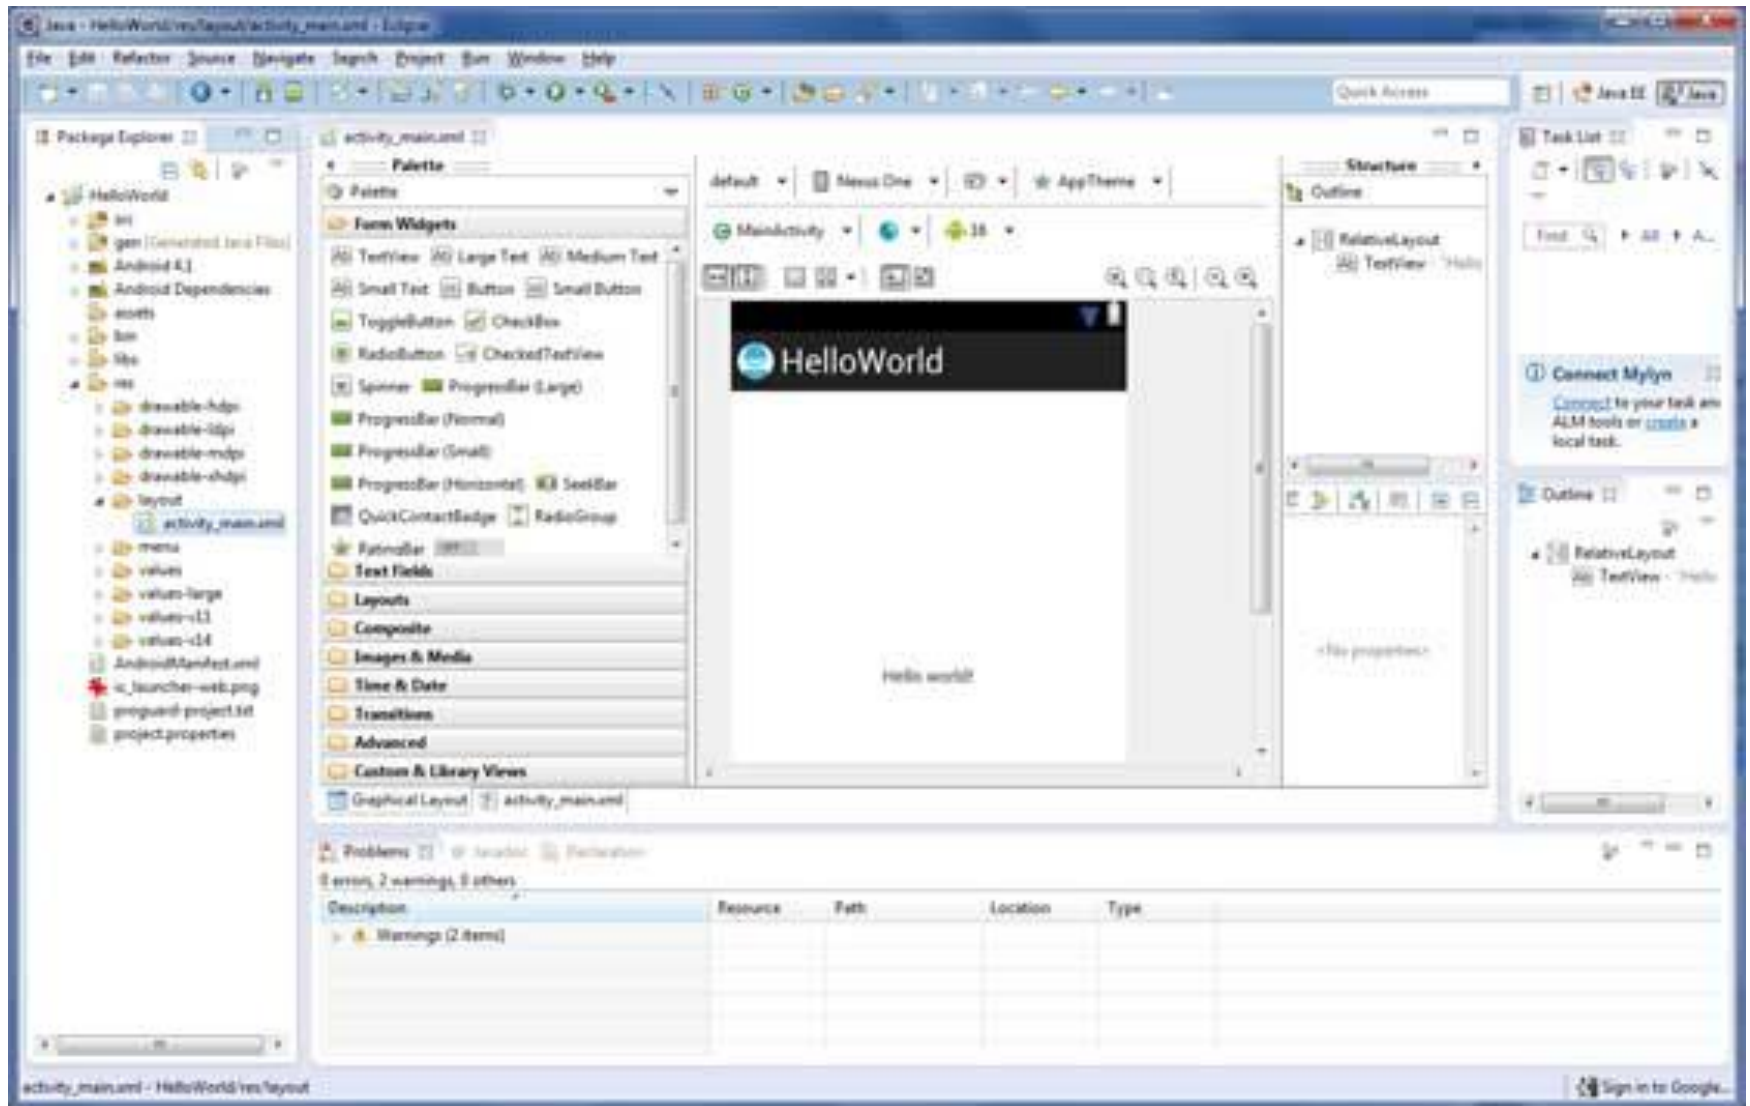 Java - HelloWorld/res/layout/activity_main.xml - Eclipse
File Edit Refactor Source Navigate Search Project Run Window Help
Quick Access
Java EE
Java
Package Explorer
HelloWorld
src
gen [Generated Java Files]
Android 4.1
Android Dependencies
assets
bin
libs
res
drawable-hdpi
drawable-ldpi
drawable-mdpi
drawable-xhdpi
layout
activity_main.xml
menu
values
values-large
values-v11
values-v14
AndroidManifest.xml
ic_launcher-web.png
proguard-project.txt
project.properties
activity_main.xml
Palette
Palette
Form Widgets
TextView Large Text Medium Text
Small Text Button Small Button
ToggleButton CheckBox
RadioButton CheckedTextView
Spinner ProgressBar (Large)
ProgressBar (Normal)
ProgressBar (Small)
ProgressBar (Horizontal) SeekBar
QuickContactBadge RadioGroup
RatingBar
Text Fields
Layouts
Composite
Images & Media
Time & Date
Transitions
Advanced
Custom & Library Views
Graphical Layout activity_main.xml
default Nexus One AppTheme
MainActivity 16
HelloWorld
Hello world!
Structure
Outline
RelativeLayout
TextView - "Hello
<No properties>
Task List
Find All A...
Connect Mylyn
Connect to your task and
ALM tools or create a
local task.
Outline
RelativeLayout
TextView - "Hello
Problems Javadoc Declaration
0 errors, 2 warnings, 0 others
Description Resource Path Location Type
Warnings (2 items)
activity_main.xml - HelloWorld/res/layout
Sign in to Google...